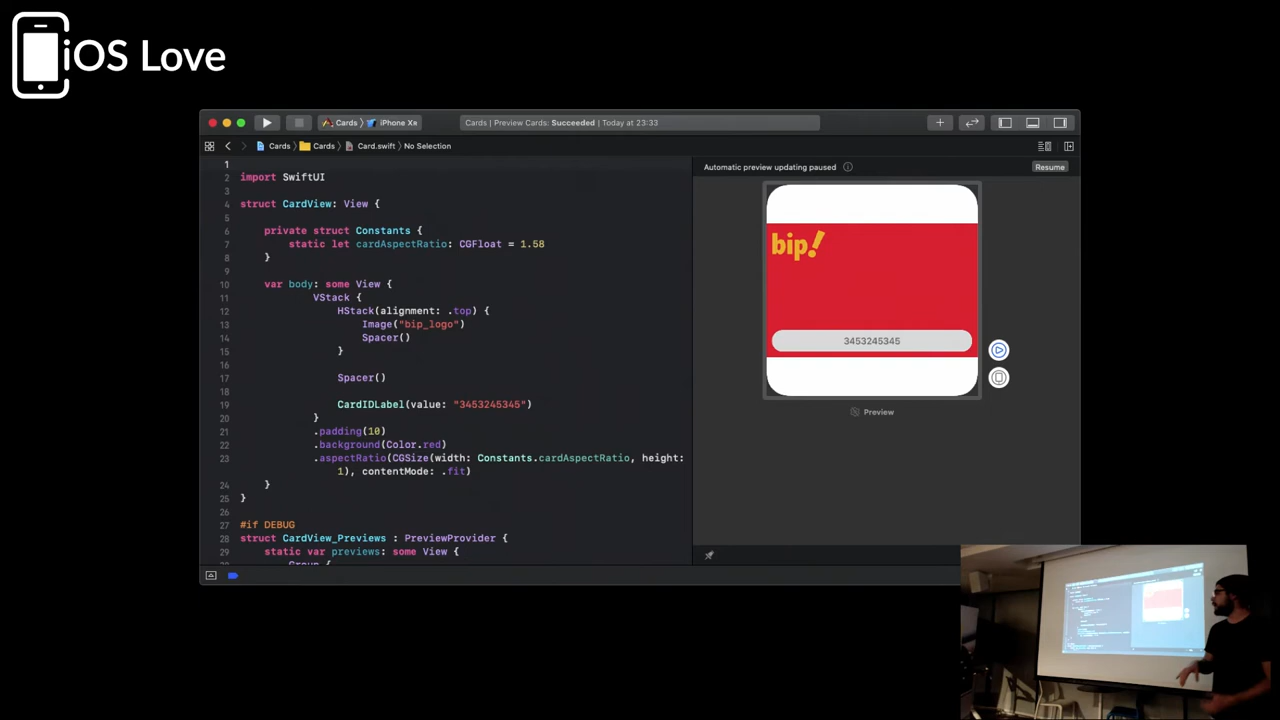 iOS Love
Cards 〉 iPhone Xʀ
Cards | Preview Cards: Succeeded | Today at 23:33
Cards 〉 Cards 〉 Card.swift 〉 No Selection
Automatic preview updating paused
Resume
1
2 import SwiftUI
3
4 struct CardView: View {
5
6 private struct Constants {
7 static let cardAspectRatio: CGFloat = 1.58
8 }
9
10 var body: some View {
11 VStack {
12 HStack(alignment: .top) {
13 Image("bip_logo")
14 Spacer()
15 }
16
17 Spacer()
18
19 CardIDLabel(value: "3453245345")
20 }
21 .padding(10)
22 .background(Color.red)
23 .aspectRatio(CGSize(width: Constants.cardAspectRatio, height:
1), contentMode: .fit)
24 }
25 }
26
27 #if DEBUG
28 struct CardView_Previews : PreviewProvider {
29 static var previews: some View {
Group {
bip!
3453245345
Preview